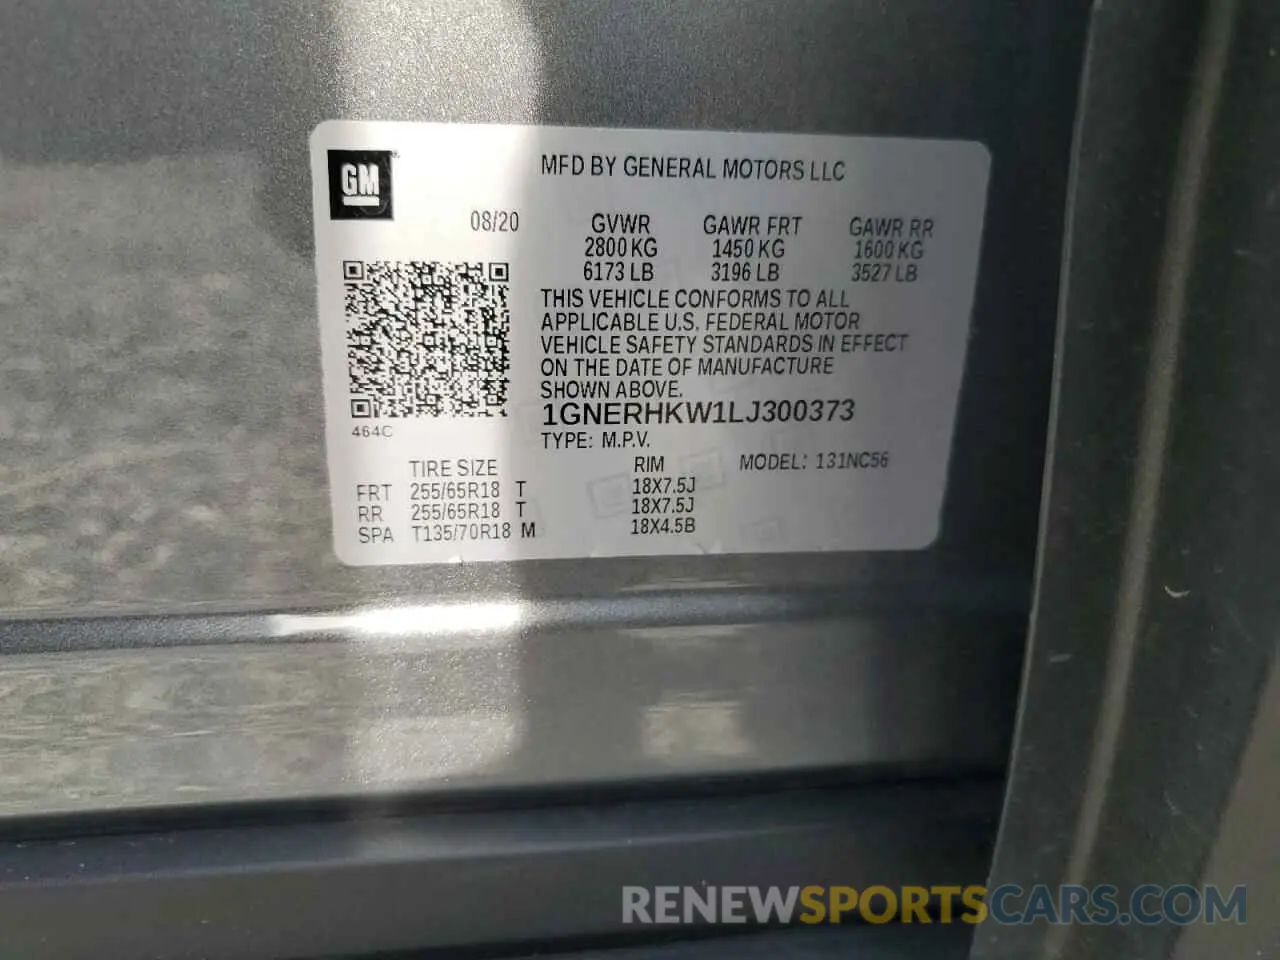 GM
MFD BY GENERAL MOTORS LLC
08/20
GVWR GAWR FRT GAWR RR
2800 KG 1450 KG 1600 KG
6173 LB 3196 LB 3527 LB
THIS VEHICLE CONFORMS TO ALL
APPLICABLE U.S. FEDERAL MOTOR
VEHICLE SAFETY STANDARDS IN EFFECT
ON THE DATE OF MANUFACTURE
SHOWN ABOVE.
1GNERHKW1LJ300373
464C
TYPE: M.P.V.
TIRE SIZE RIM MODEL: 131NC56
FRT 255/65R18 T 18X7.5J
RR 255/65R18 T 18X7.5J
SPA T135/70R18 M 18X4.5B
RENEWSPORTSCARS.COM